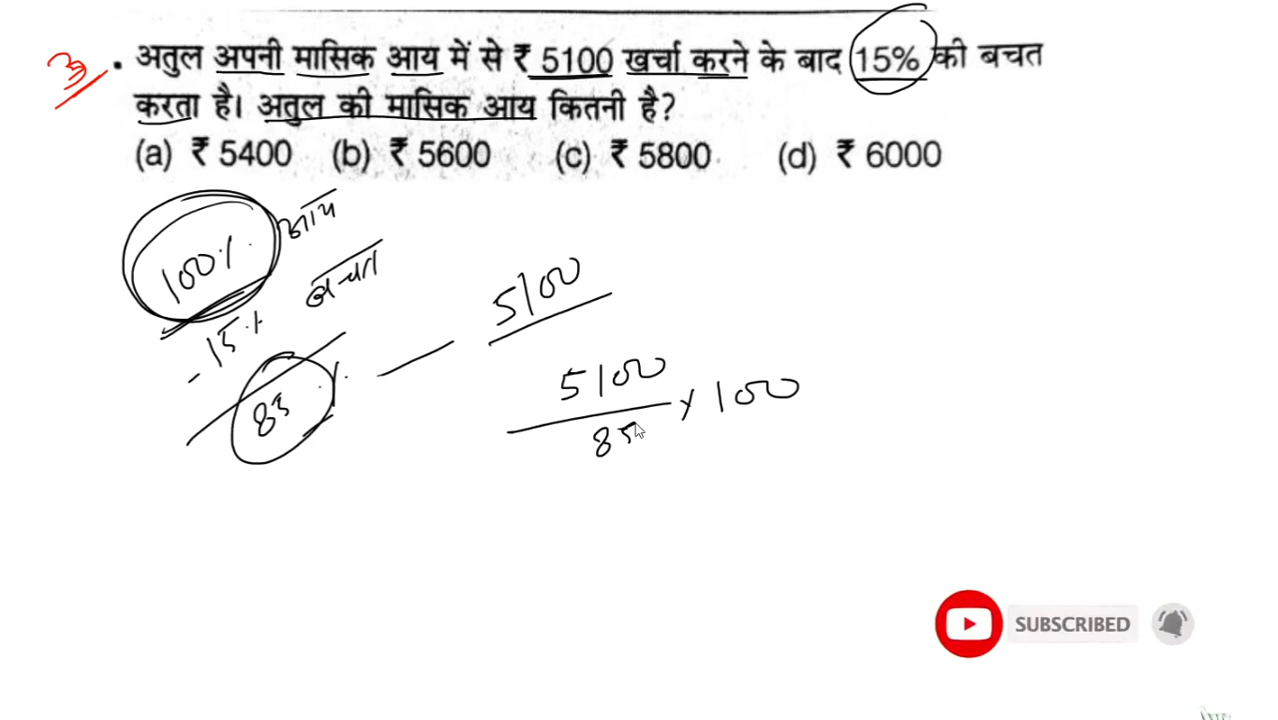 3 . अतुल अपनी मासिक आय में से ₹ 5100 खर्चा करने के बाद 15% की बचत
करता है। अतुल की मासिक आय कितनी है?
(a) ₹ 5400 (b) ₹ 5600 (c) ₹ 5800 (d) ₹ 6000
100% आय
- 15% बचत
85 % — 5100
5100
85 × 100
SUBSCRIBED